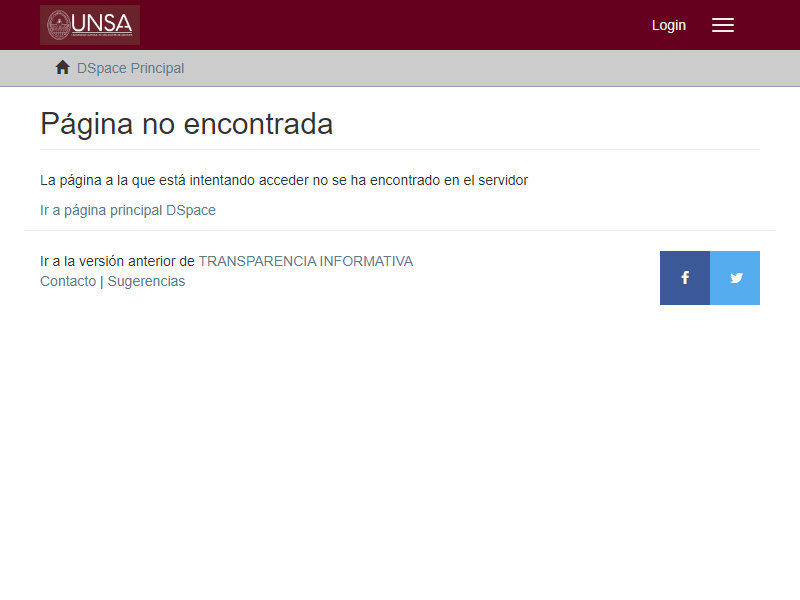 UNSA
Login
DSpace Principal
Página no encontrada
La página a la que está intentando acceder no se ha encontrado en el servidor
Ir a página principal DSpace
Ir a la versión anterior de TRANSPARENCIA INFORMATIVA
Contacto | Sugerencias